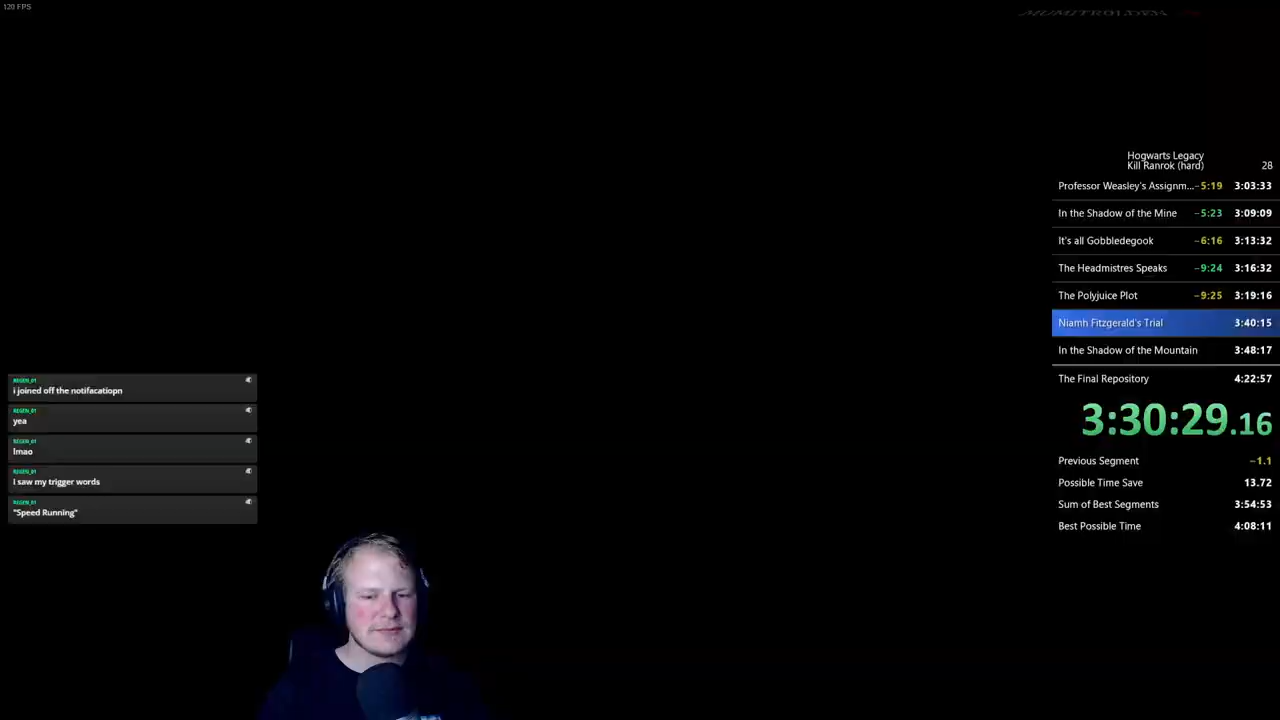 120 FPS
Hogwarts Legacy
Kill Ranrok (hard) 28
Professor Weasley's Assignm... -5:19 3:03:33
In the Shadow of the Mine -5:23 3:09:09
It's all Gobbledegook -6:16 3:13:32
The Headmistres Speaks -9:24 3:16:32
The Polyjuice Plot -9:25 3:19:16
Niamh Fitzgerald's Trial 3:40:15
In the Shadow of the Mountain 3:48:17
The Final Repository 4:22:57
3:30:29.16
Previous Segment -1.1
Possible Time Save 13.72
Sum of Best Segments 3:54:53
Best Possible Time 4:08:11
REGEN_01
i joined off the notifacatiopn
REGEN_01
yea
REGEN_01
lmao
REGEN_01
I saw my trigger words
REGEN_01
"Speed Running"